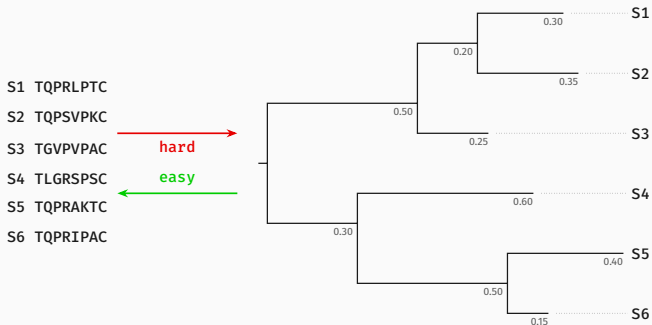 S1 TQPRLPTC
S2 TQPSVPKC
S3 TGVPVPAC
S4 TLGRSPSC
S5 TQPRAKTC
S6 TQPRIPAC
hard
easy
0.30
S1
0.20
0.35
S2
0.50
0.25
S3
0.60
S4
0.30
0.40
S5
0.50
0.15
S6